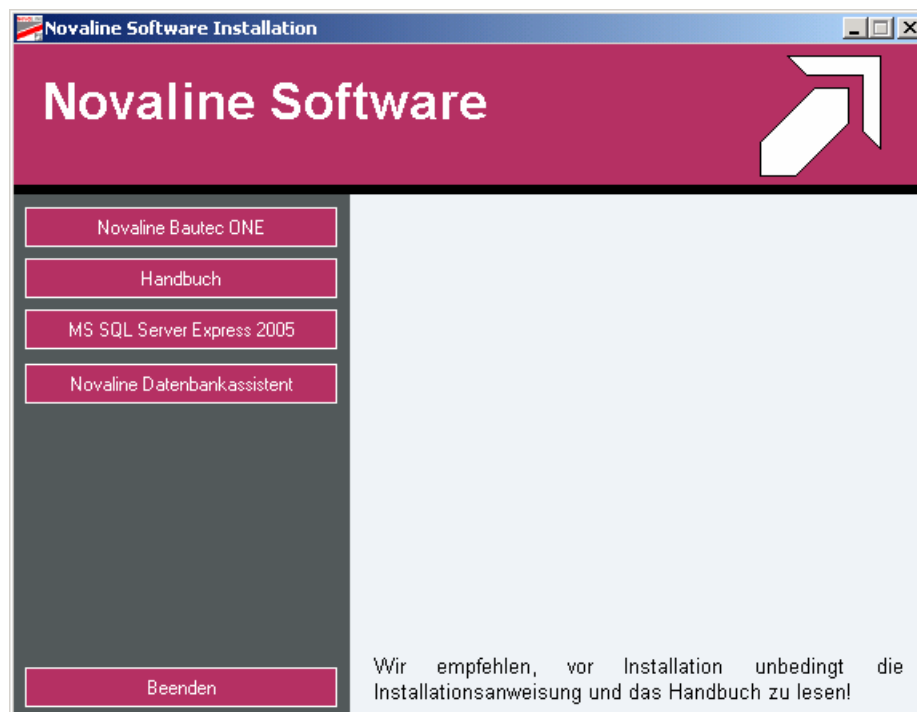 Novaline Software Installation
Novaline Software
Novaline Bautec ONE
Handbuch
MS SQL Server Express 2005
Novaline Datenbankassistent
Beenden
Wir empfehlen, vor Installation unbedingt die
Installationsanweisung und das Handbuch zu lesen!